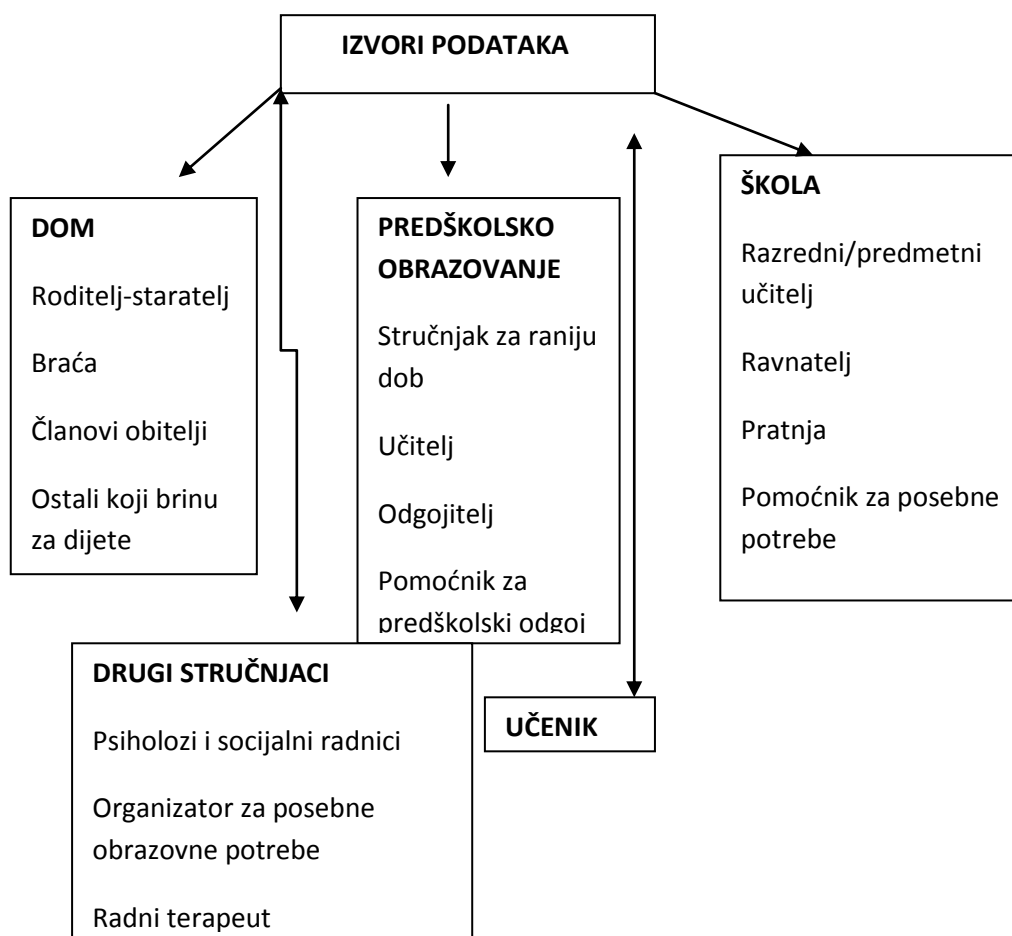 IZVORI PODATAKA
DOM
Roditelj-staratelj
Braća
Članovi obitelji
Ostali koji brinu
za dijete
PREDŠKOLSKO
OBRAZOVANJE
Stručnjak za raniju
dob
Učitelj
Odgojitelj
Pomoćnik za
predškolski odgoj
ŠKOLA
Razredni/predmetni
učitelj
Ravnatelj
Pratnja
Pomoćnik za posebne
potrebe
DRUGI STRUČNJACI
Psiholozi i socijalni radnici
Organizator za posebne
obrazovne potrebe
Radni terapeut
UČENIK